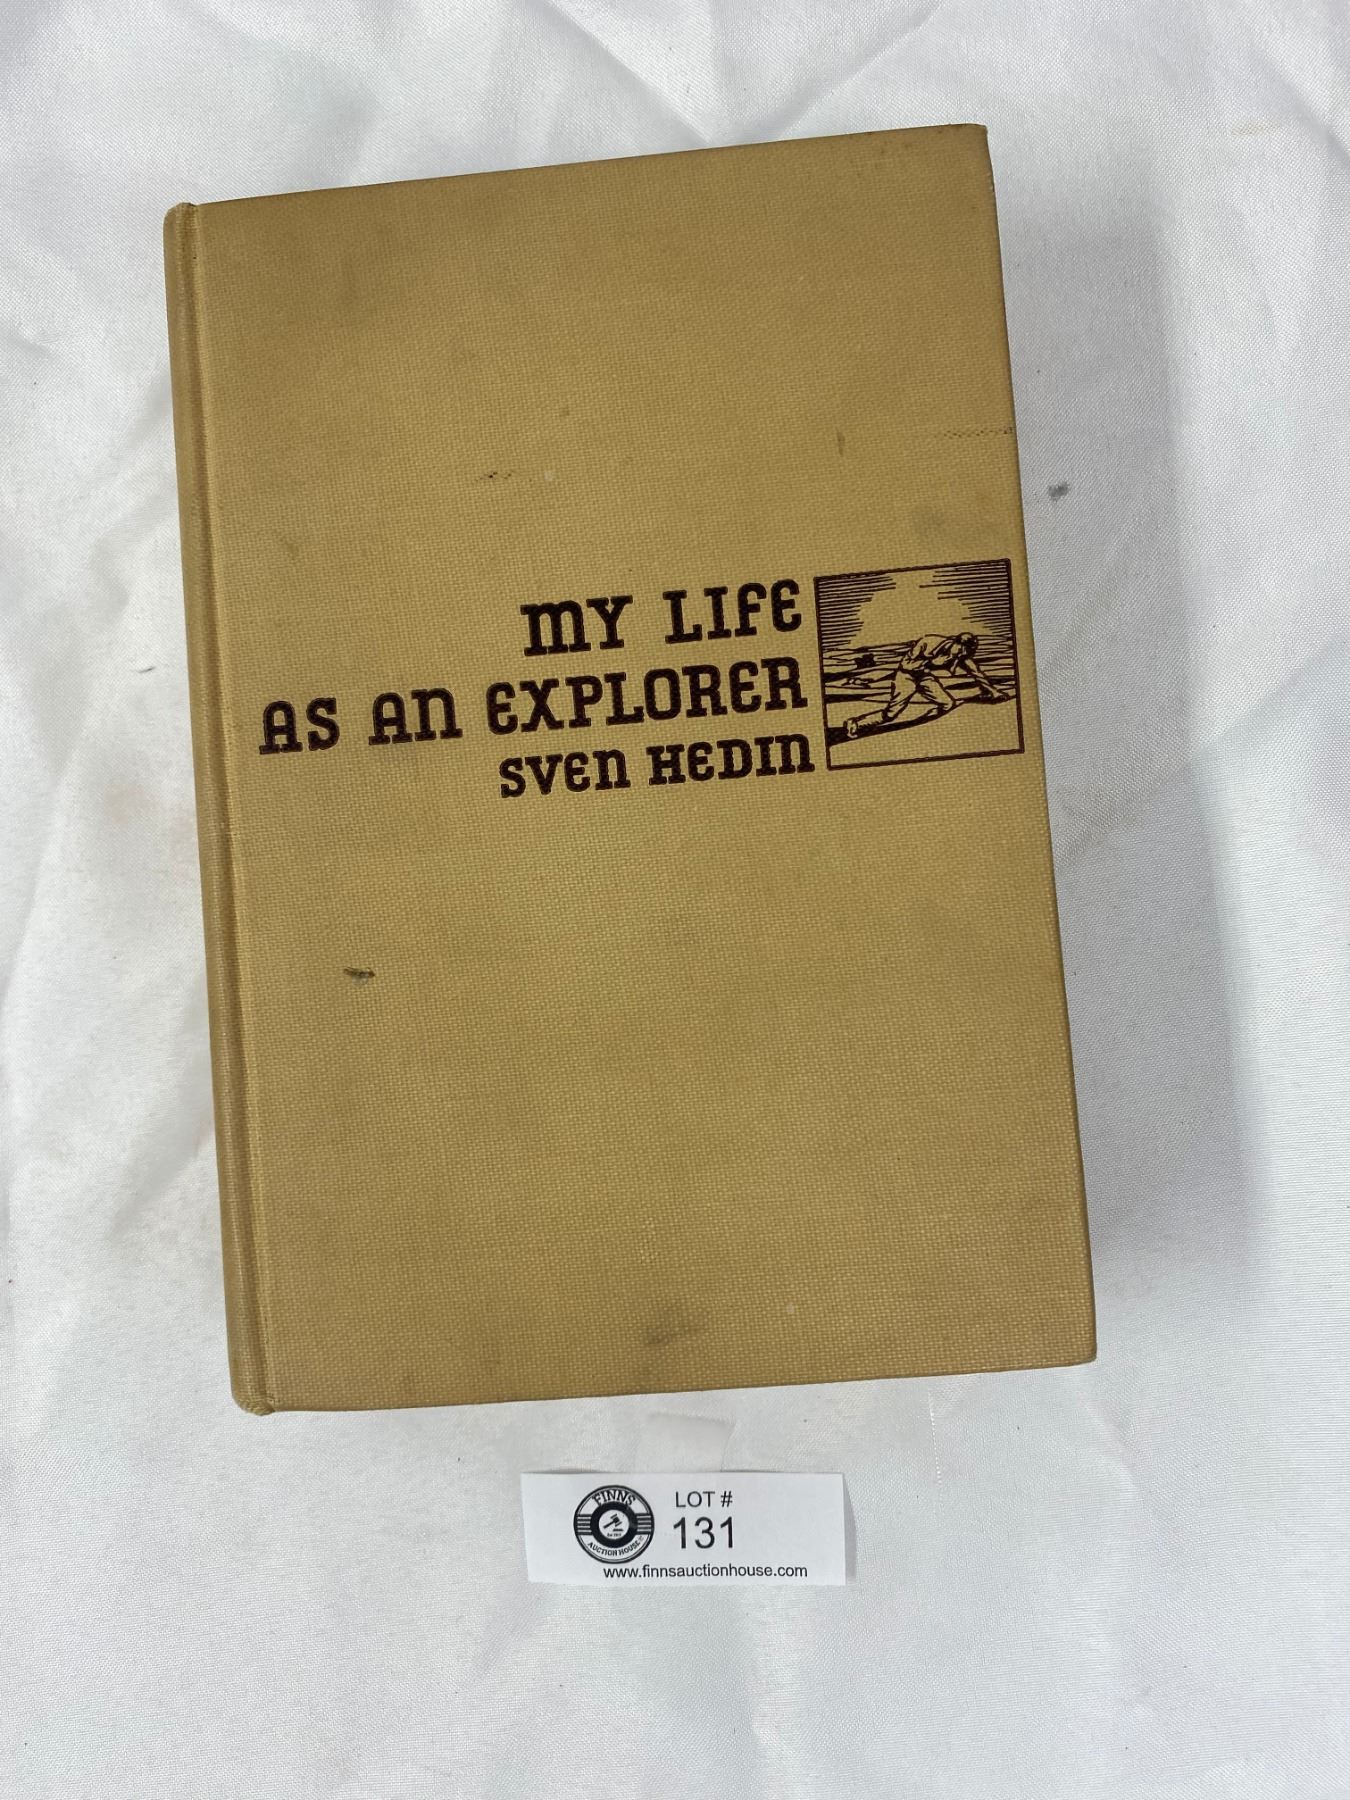 MY LIFE
AS AN EXPLORER
SVEN HEDIN
FINNS
AUCTION HOUSE
LOT #
131
www.finnsauctionhouse.com